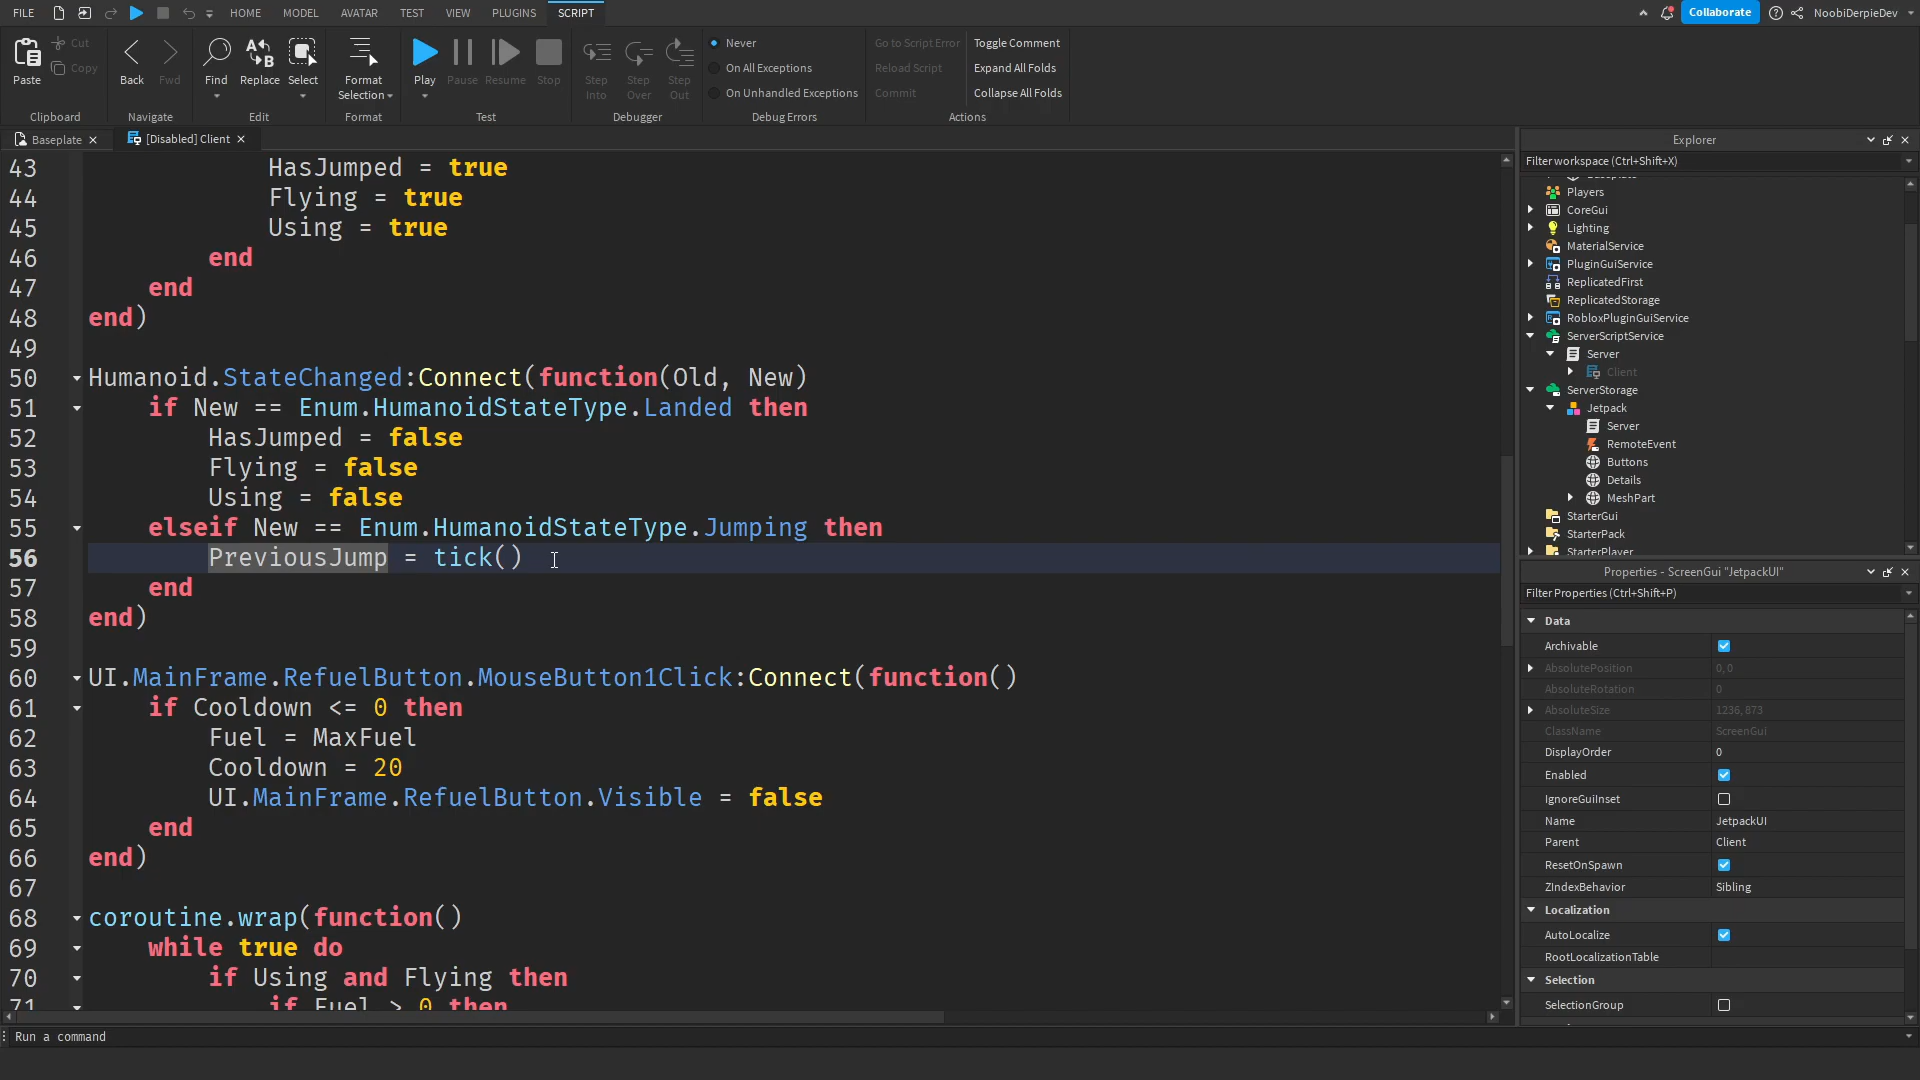 FILE HOME MODEL AVATAR TEST VIEW PLUGINS SCRIPT Collaborate NoobiDerpieDev
Paste Cut Copy Back Fwd Find Replace Select Format Selection Play Pause Resume Stop Step Into Step Over Step Out
Never
On All Exceptions
On Unhandled Exceptions
Go to Script Error Toggle Comment
Reload Script Expand All Folds
Commit Collapse All Folds
Clipboard Navigate Edit Format Test Debugger Debug Errors Actions
Baseplate [Disabled] Client
43 HasJumped = true
44 Flying = true
45 Using = true
46 end
47 end
48 end)
49
50 Humanoid.StateChanged:Connect(function(Old, New)
51 if New == Enum.HumanoidStateType.Landed then
52 HasJumped = false
53 Flying = false
54 Using = false
55 elseif New == Enum.HumanoidStateType.Jumping then
56 PreviousJump = tick()
57 end
58 end)
59
60 UI.MainFrame.RefuelButton.MouseButton1Click:Connect(function()
61 if Cooldown <= 0 then
62 Fuel = MaxFuel
63 Cooldown = 20
64 UI.MainFrame.RefuelButton.Visible = false
65 end
66 end)
67
68 coroutine.wrap(function()
69 while true do
70 if Using and Flying then
71 if Fuel > 0 then
Run a command
Explorer
Filter workspace (Ctrl+Shift+X)
Baseplate
Players
CoreGui
Lighting
MaterialService
PluginGuiService
ReplicatedFirst
ReplicatedStorage
RobloxPluginGuiService
ServerScriptService
Server
Client
ServerStorage
Jetpack
Server
RemoteEvent
Buttons
Details
MeshPart
StarterGui
StarterPack
StarterPlayer
Properties - ScreenGui "JetpackUI"
Filter Properties (Ctrl+Shift+P)
Data
Archivable
AbsolutePosition 0, 0
AbsoluteRotation 0
AbsoluteSize 1236, 873
ClassName ScreenGui
DisplayOrder 0
Enabled
IgnoreGuiInset
Name JetpackUI
Parent Client
ResetOnSpawn
ZIndexBehavior Sibling
Localization
AutoLocalize
RootLocalizationTable
Selection
SelectionGroup